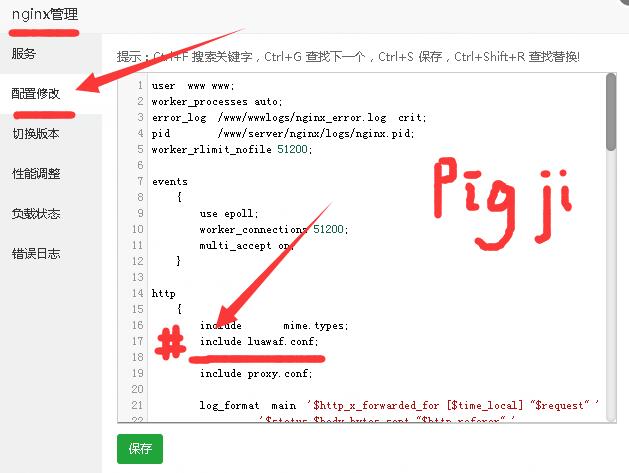 nginx管理
服务
配置修改
切换版本
性能调整
负载状态
错误日志
提示：Ctrl+F 搜索关键字，Ctrl+G 查找下一个，Ctrl+S 保存，Ctrl+Shift+R 查找替换!
1 user www www;
2 worker_processes auto;
3 error_log /www/wwwlogs/nginx_error.log crit;
4 pid /www/server/nginx/logs/nginx.pid;
5 worker_rlimit_nofile 51200;
6
7 events
8 {
9 use epoll;
10 worker_connections 51200;
11 multi_accept on;
12 }
13
14 http
15 {
16 include mime.types;
17 # include luawaf.conf;
18
19 include proxy.conf;
20
21 log_format main '$http_x_forwarded_for [$time_local] "$request" '
22 '$status $body_bytes_sent "$http_referer" '
Pig ji
保存